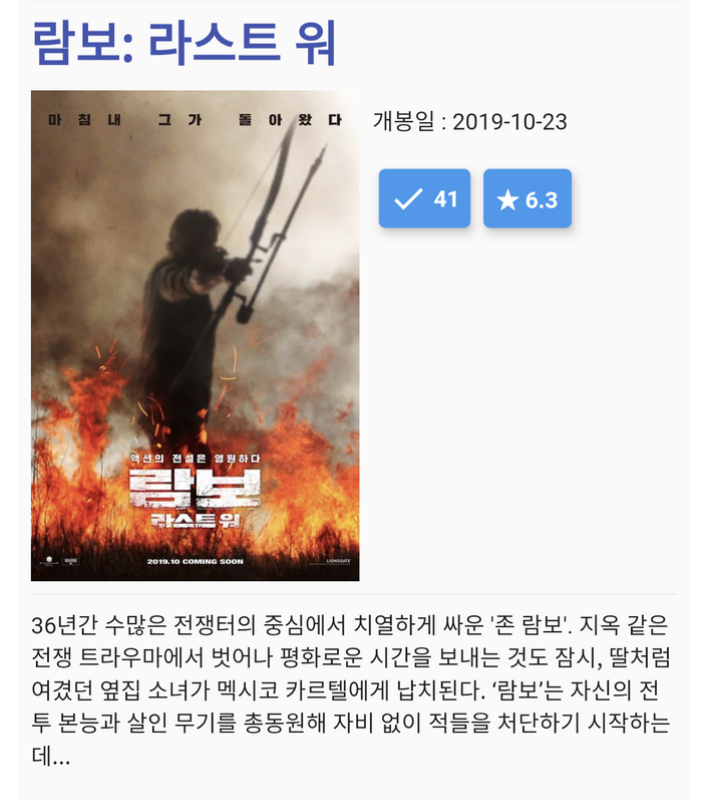 람보: 라스트 워
마침내 그가 돌아왔다
개봉일 : 2019-10-23
41
6.3
액션의 전설은 영원하다
람보
라스트 워
2019.10 COMING SOON
LIONSGATE
36년간 수많은 전쟁터의 중심에서 치열하게 싸운 '존 람보'. 지옥 같은
전쟁 트라우마에서 벗어나 평화로운 시간을 보내는 것도 잠시, 딸처럼
여겼던 옆집 소녀가 멕시코 카르텔에게 납치된다. ‘람보’는 자신의 전
투 본능과 살인 무기를 총동원해 자비 없이 적들을 처단하기 시작하는
데...